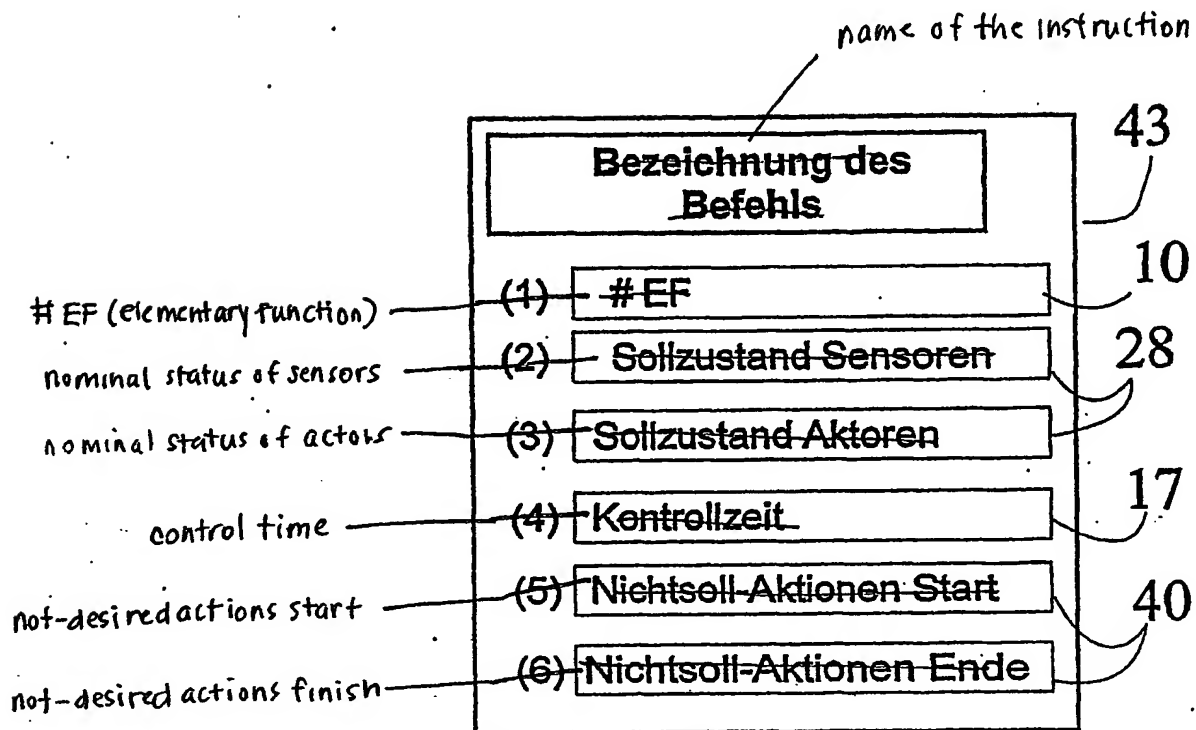 name of the instruction
43
Bezeichnung des
Befehls
# EF (elementary function) (1) # EF 10
nominal status of sensors (2) Sollzustand Sensoren 28
nominal status of actors (3) Sollzustand Aktoren
control time (4) Kontrollzeit 17
not-desired actions start (5) Nichtsoll-Aktionen Start 40
not-desired actions finish (6) Nichtsoll-Aktionen Ende